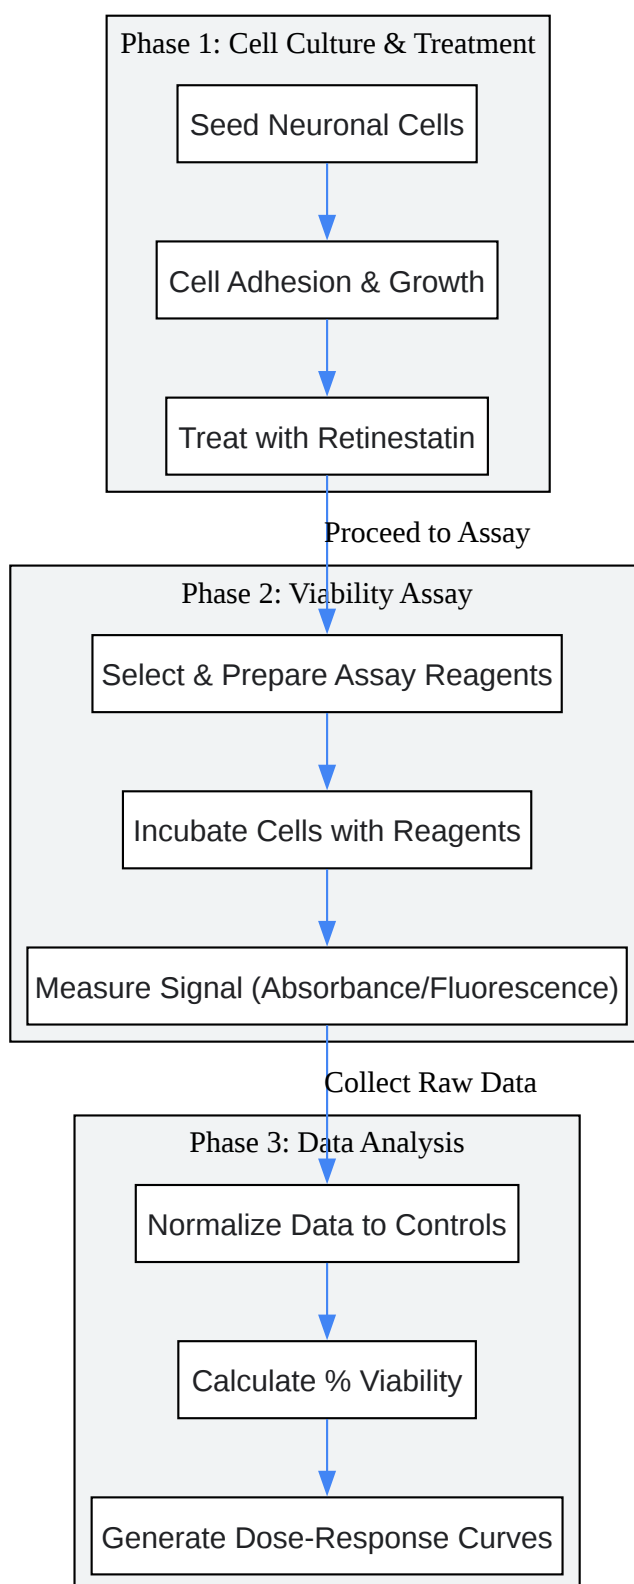 Phase 1: Cell Culture & Treatment
Seed Neuronal Cells
Cell Adhesion & Growth
Treat with Retinestatin
Proceed to Assay
Phase 2: Viability Assay
Select & Prepare Assay Reagents
Incubate Cells with Reagents
Measure Signal (Absorbance/Fluorescence)
Collect Raw Data
Phase 3: Data Analysis
Normalize Data to Controls
Calculate % Viability
Generate Dose-Response Curves